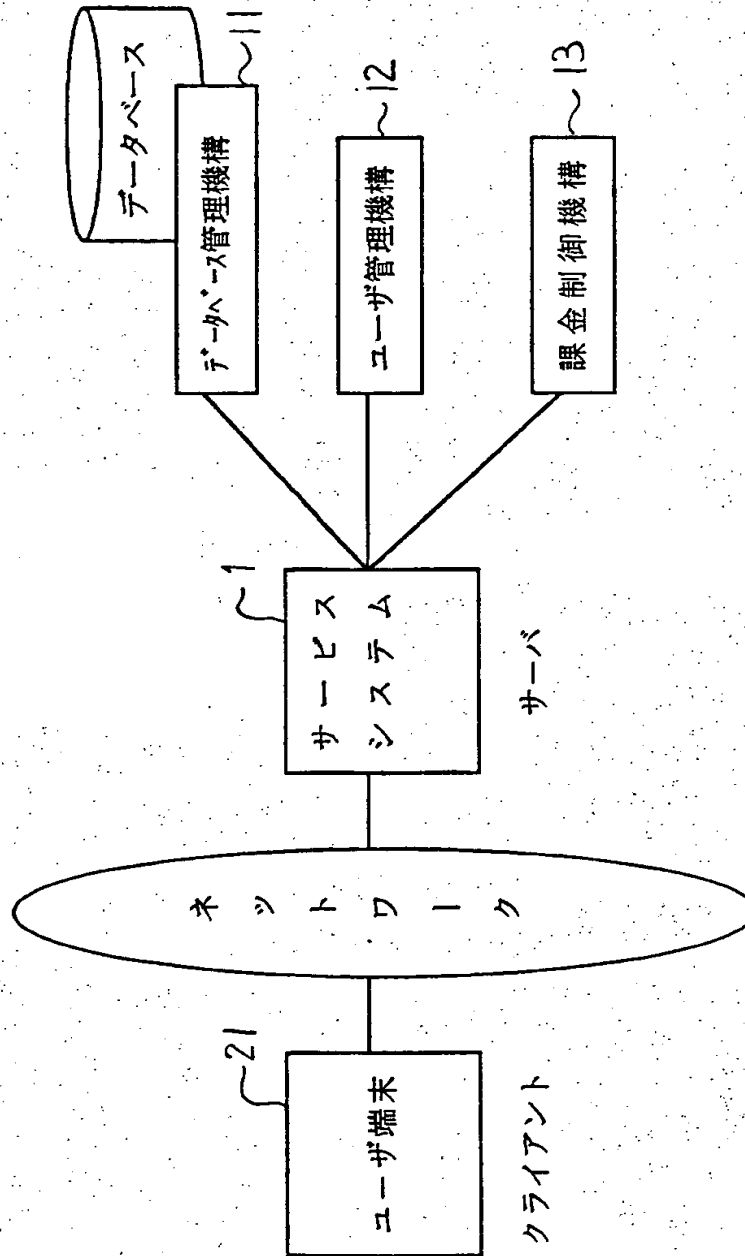 データベース
データベース管理機構
11
ユーザ管理機構
12
課金制御機構
13
1
サービス
システム
サーバ
ネットワーク
21
ユーザ端末
クライアント